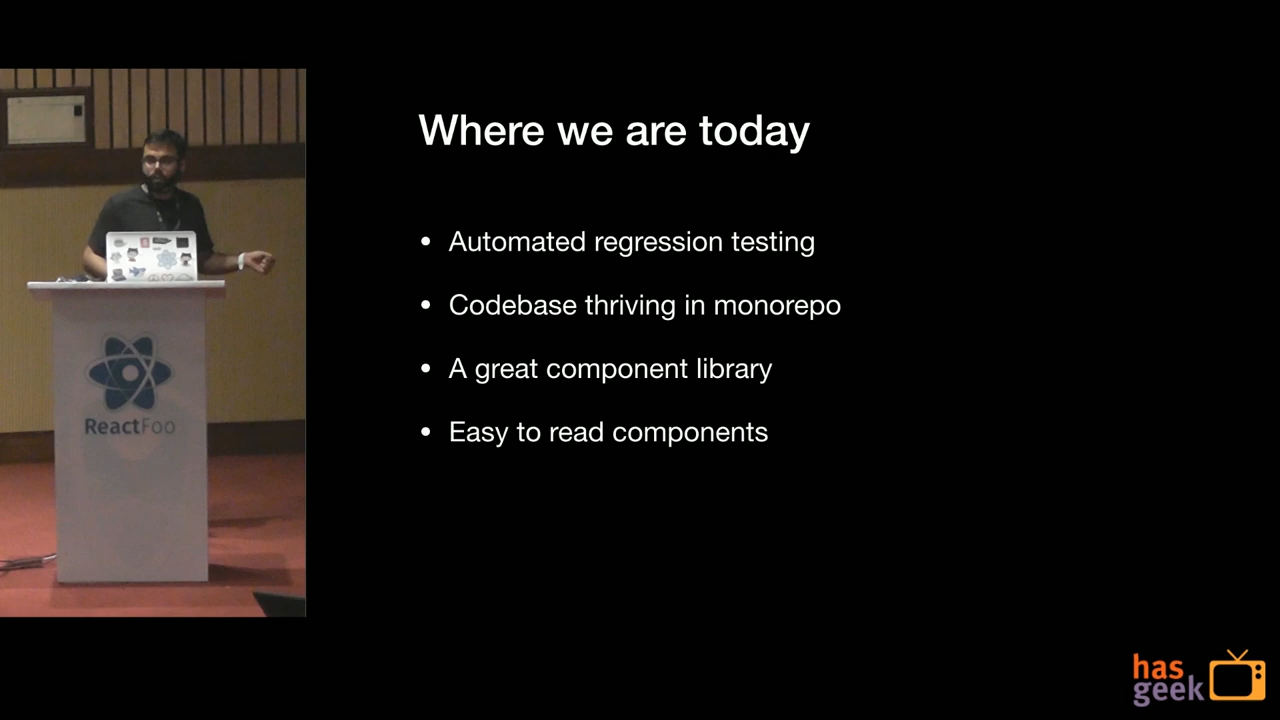 Where we are today
• Automated regression testing
• Codebase thriving in monorepo
• A great component library
• Easy to read components
ReactFoo
has
geek